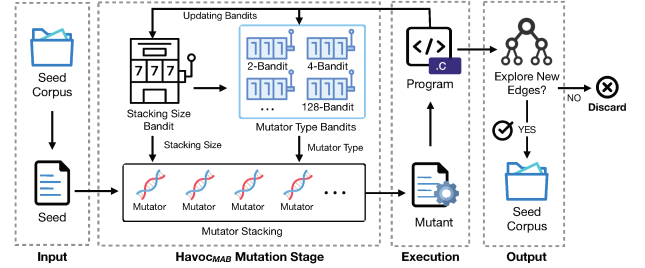 Updating Bandits
Seed
Corpus
Seed
Input
7 7 7
Stacking Size
Bandit
2-Bandit
4-Bandit
...
128-Bandit
Mutator Type Bandits
Stacking Size
Mutator Type
Mutator
Mutator
Mutator
Mutator
...
Mutator Stacking
HavocMAB Mutation Stage
</>
.C
Program
Mutant
Execution
Explore New
Edges?
NO
Discard
YES
Seed
Corpus
Output